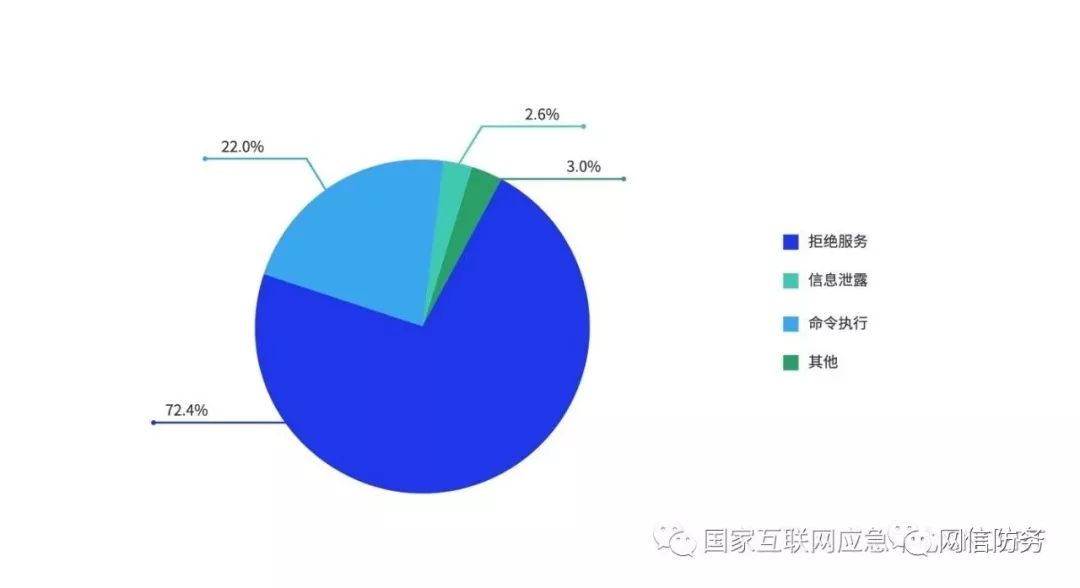 2.6%
22.0%
3.0%
拒绝服务
信息泄露
命令执行
其他
72.4%
国家互联网应急
网信防务